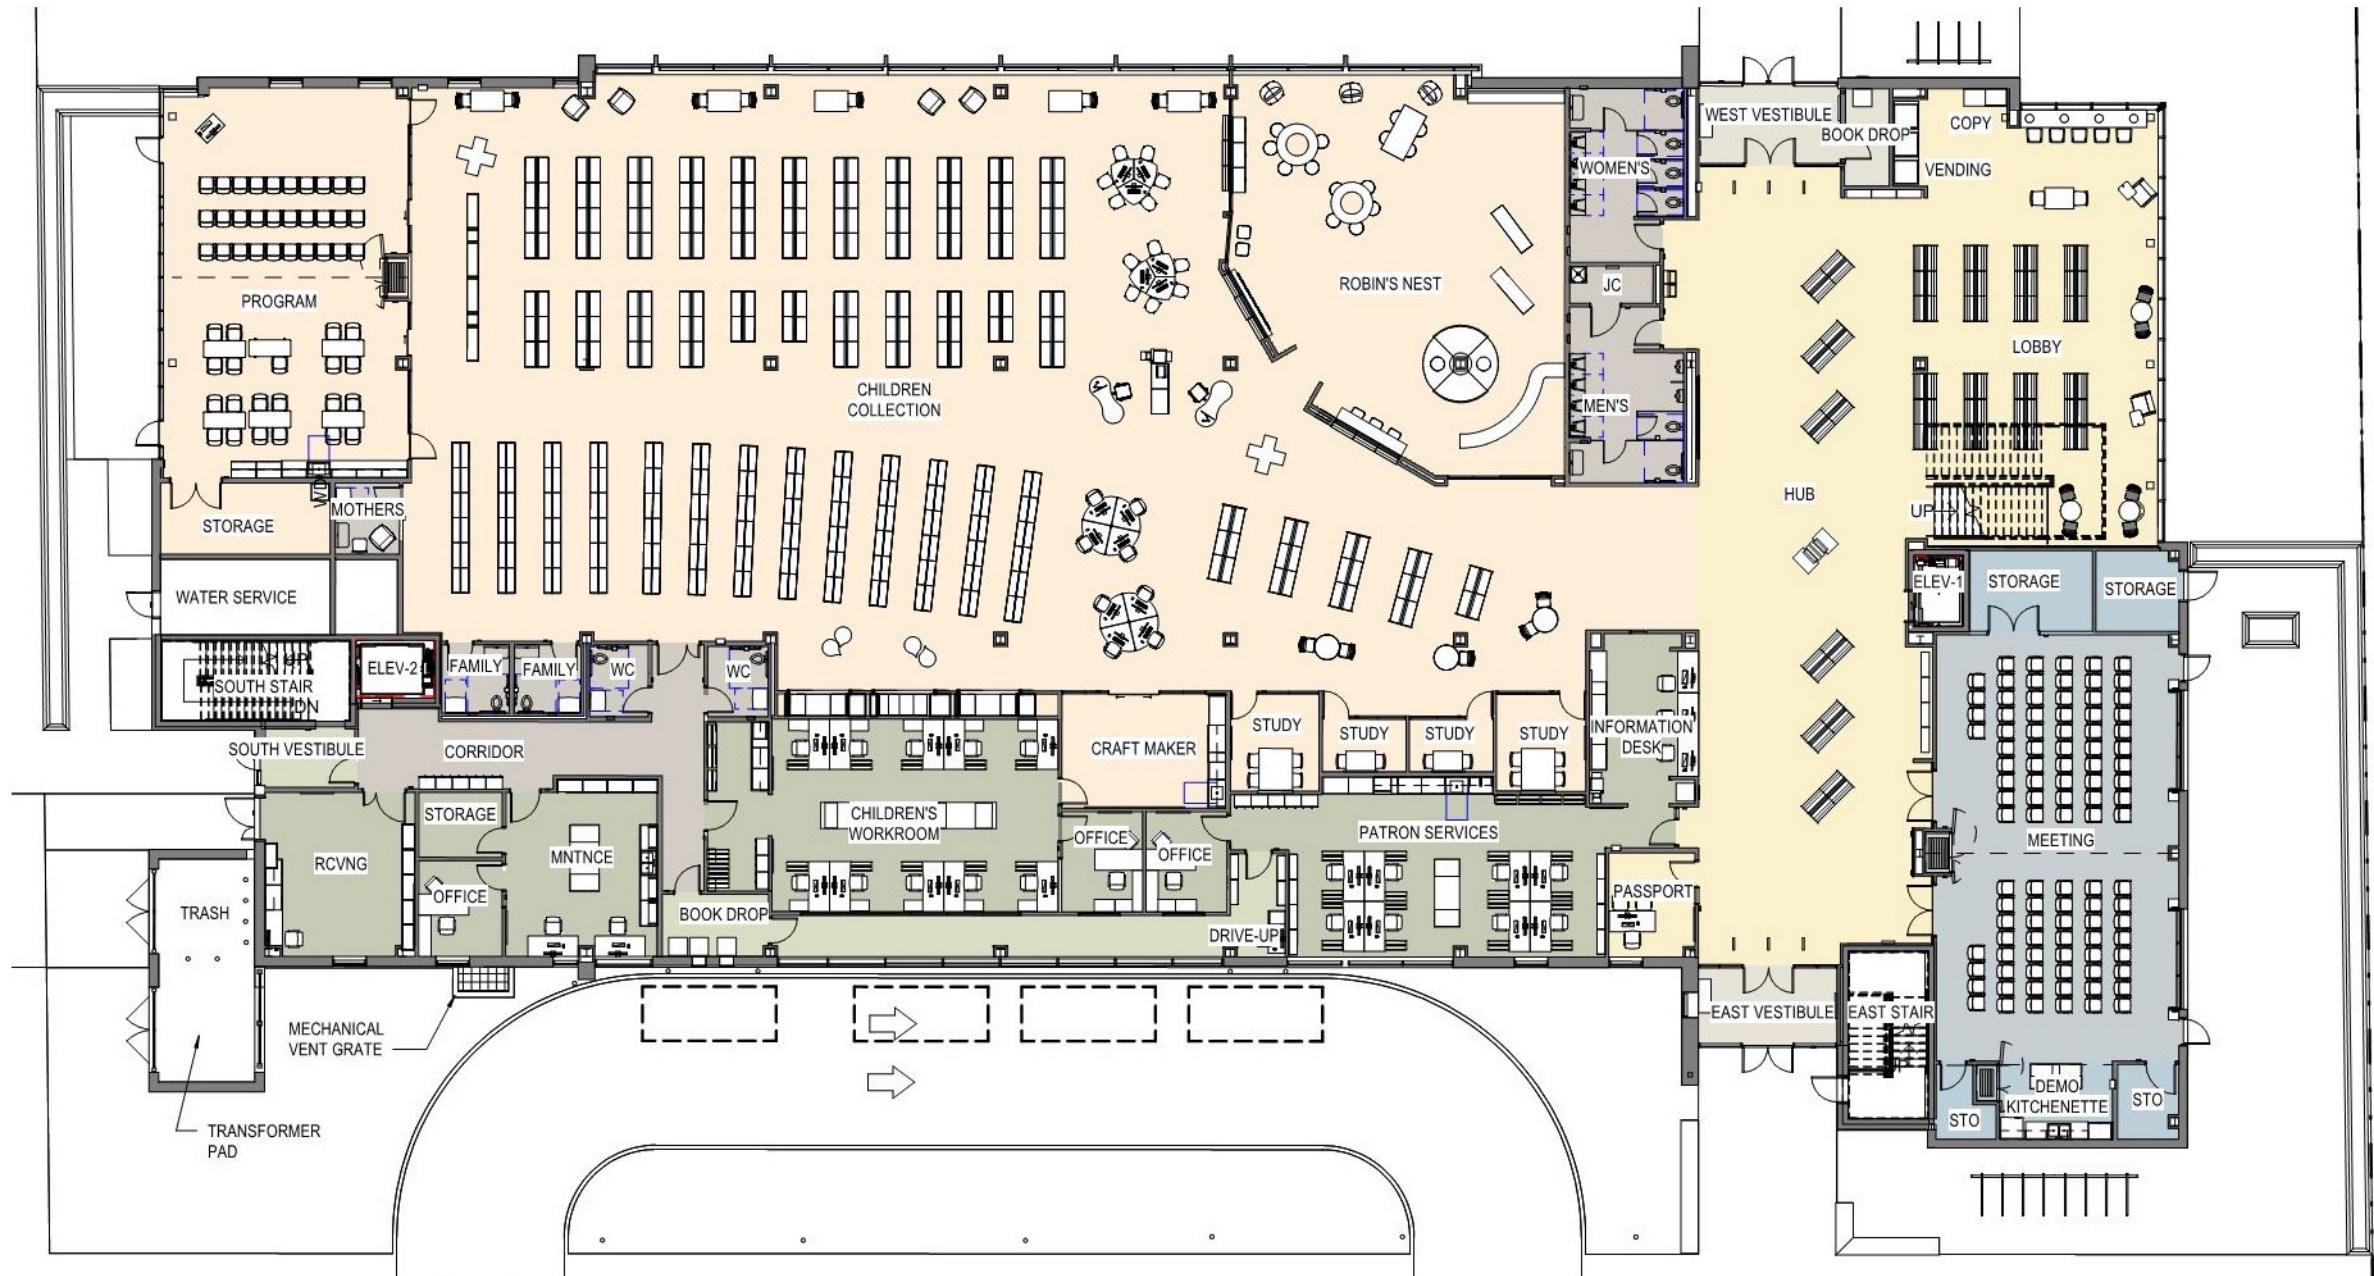 WEST VESTIBULE
BOOK DROP
COPY
VENDING
WOMEN'S
JC
MEN'S
ROBIN'S NEST
PROGRAM
CHILDREN
COLLECTION
LOBBY
HUB
UP
STORAGE
MOTHERS
WATER SERVICE
ELEV-1
STORAGE
STORAGE
SOUTH STAIR
UP
DN
ELEV-2
FAMILY
FAMILY
WC
WC
SOUTH VESTIBULE
CORRIDOR
CRAFT MAKER
STUDY
STUDY
STUDY
STUDY
INFORMATION
DESK
STORAGE
CHILDREN'S
WORKROOM
PATRON SERVICES
MEETING
RCVNG
MNTNCE
OFFICE
OFFICE
OFFICE
PASSPORT
TRASH
BOOK DROP
DRIVE-UP
EAST VESTIBULE
EAST STAIR
MECHANICAL
VENT GRATE
DEMO
KITCHENETTE
STO
STO
TRANSFORMER
PAD